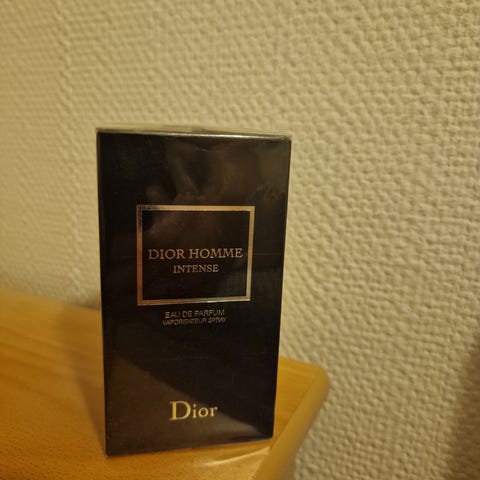 DIOR HOMME
INTENSE
EAU DE PARFUM
VAPORISATEUR SPRAY
Dior